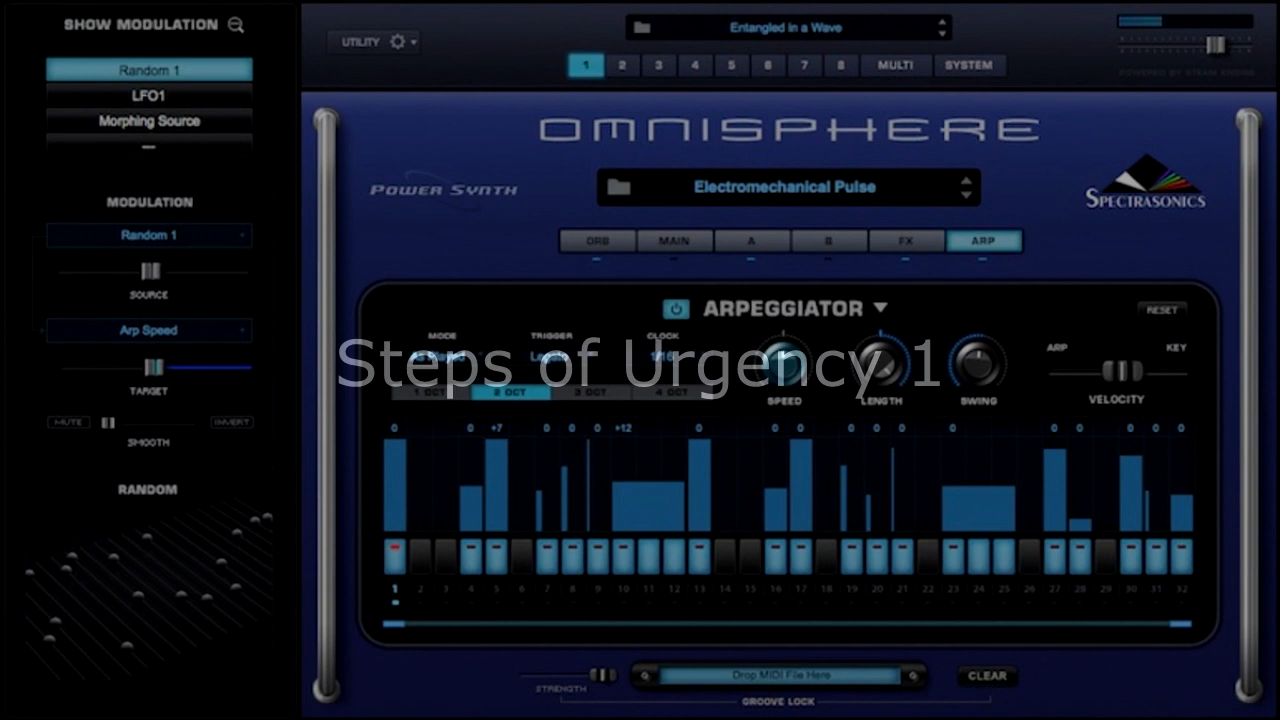 SHOW MODULATION
Random 1
LFO1
Morphing Source
---
MODULATION
Random 1
SOURCE
Arp Speed
TARGET
MUTE
INVERT
SMOOTH
RANDOM
UTILITY
Entangled in a Wave
1 2 3 4 5 6 7 8 MULTI SYSTEM
POWERED BY STEAM ENGINE
OMNISPHERE
POWER SYNTH
Electromechanical Pulse
SPECTRASONICS
ORB MAIN A B FX ARP
ARPEGGIATOR
RESET
MODE TRIGGER CLOCK
1/16
Steps of Urgency 1
ARP KEY
1 OCT 2 OCT 3 OCT 4 OCT
SPEED LENGTH SWING VELOCITY
0 0 +7 0 0 0 +12 0 0 0 0 0 0 0 0 0 0 0 0
1 2 3 4 5 6 7 8 9 10 11 12 13 14 15 16 17 18 19 20 21 22 23 24 25 26 27 28 29 30 31 32
STRENGTH
Drop MIDI File Here
CLEAR
GROOVE LOCK